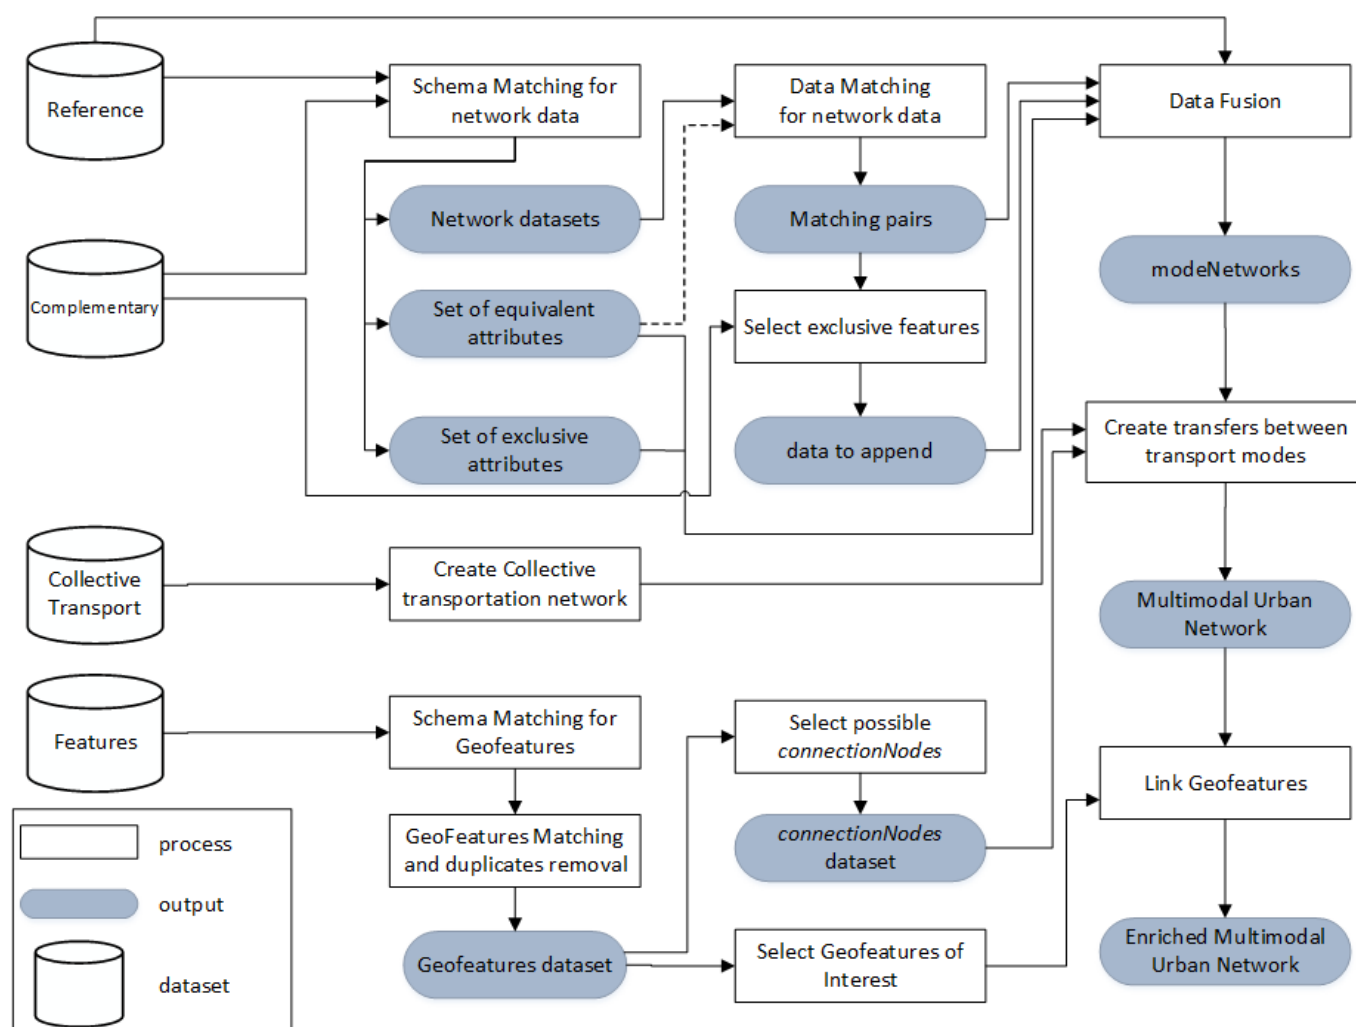 Reference
Schema Matching for
network data
Data Matching
for network data
Data Fusion
Network datasets
Matching pairs
modeNetworks
Complementary
Set of equivalent
attributes
Select exclusive features
Set of exclusive
attributes
data to append
Create transfers between
transport modes
Collective
Transport
Create Collective
transportation network
Multimodal Urban
Network
Features
Schema Matching for
Geofeatures
Select possible
connectionNodes
Link Geofeatures
GeoFeatures Matching
and duplicates removal
connectionNodes
dataset
Geofeatures dataset
Select Geofeatures of
Interest
Enriched Multimodal
Urban Network
process
output
dataset